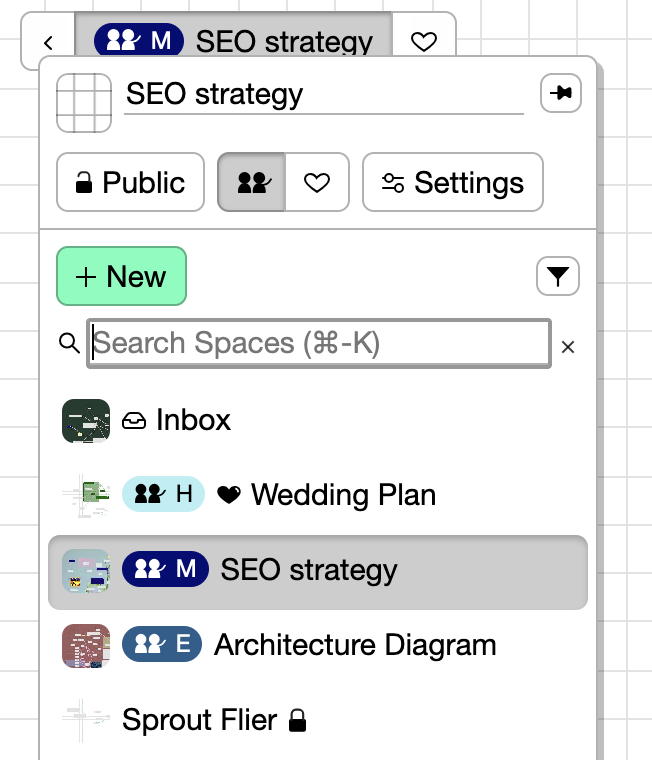 M SEO strategy
SEO strategy
Public
Settings
+ New
Search Spaces (⌘-K)
Inbox
H Wedding Plan
M SEO strategy
E Architecture Diagram
Sprout Flier